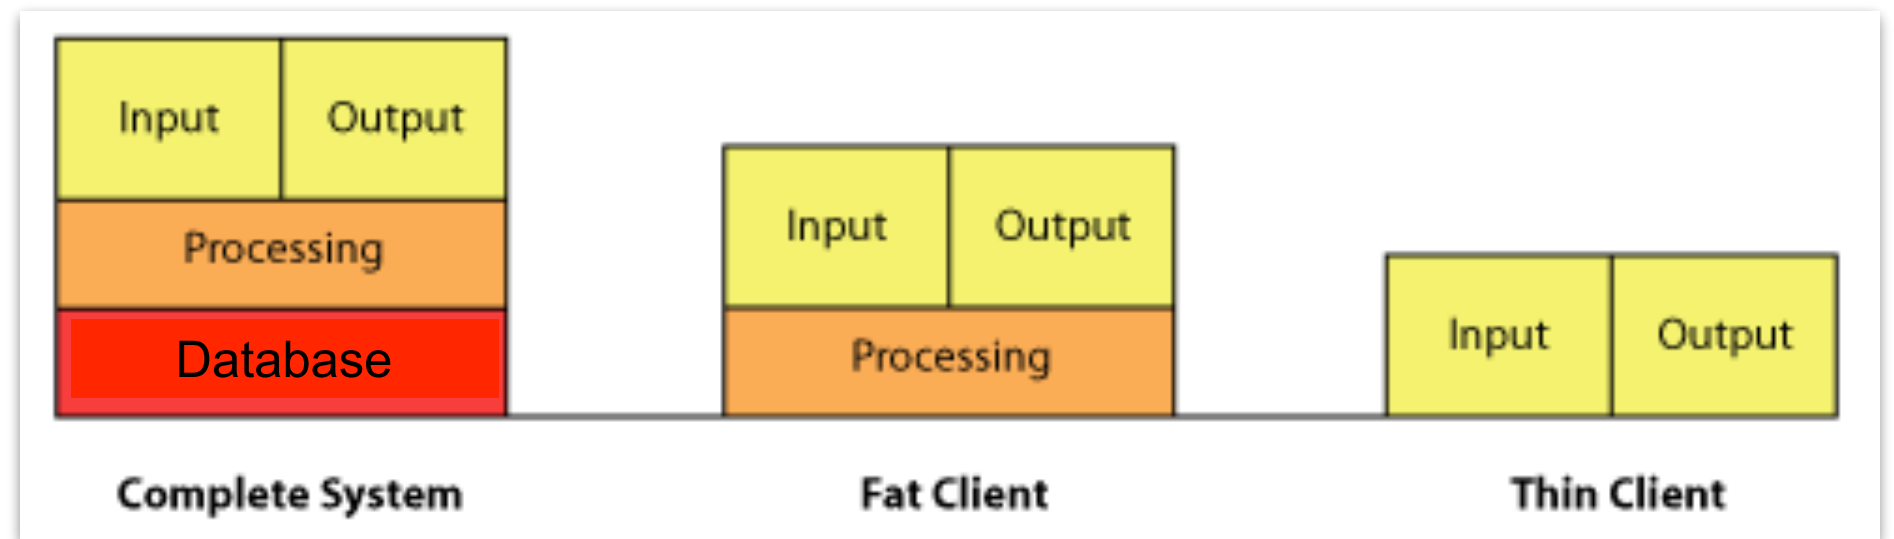 Input Output
Processing
Database
Complete System
Input Output
Processing
Fat Client
Input Output
Thin Client